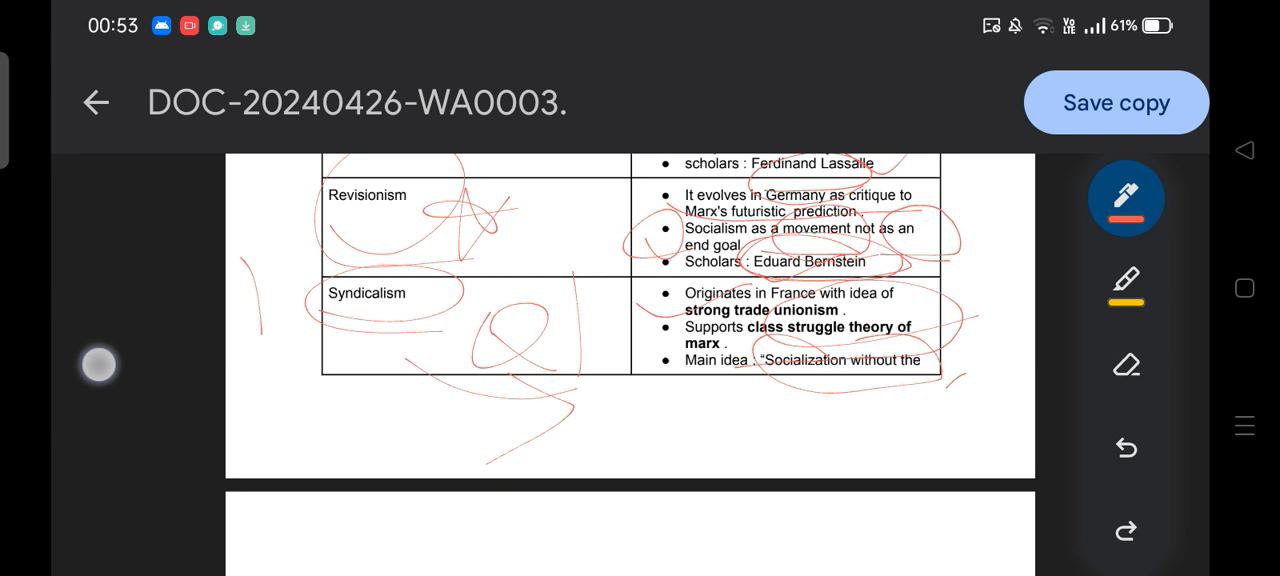 00:53
Vo LTE 61%
DOC-20240426-WA0003.
Save copy
scholars : Ferdinand Lassalle
Revisionism
It evolves in Germany as critique to
Marx's futuristic prediction .
Socialism as a movement not as an
end goal
Scholars : Eduard Bernstein
Syndicalism
Originates in France with idea of
strong trade unionism .
Supports class struggle theory of
marx .
Main idea : “Socialization without the